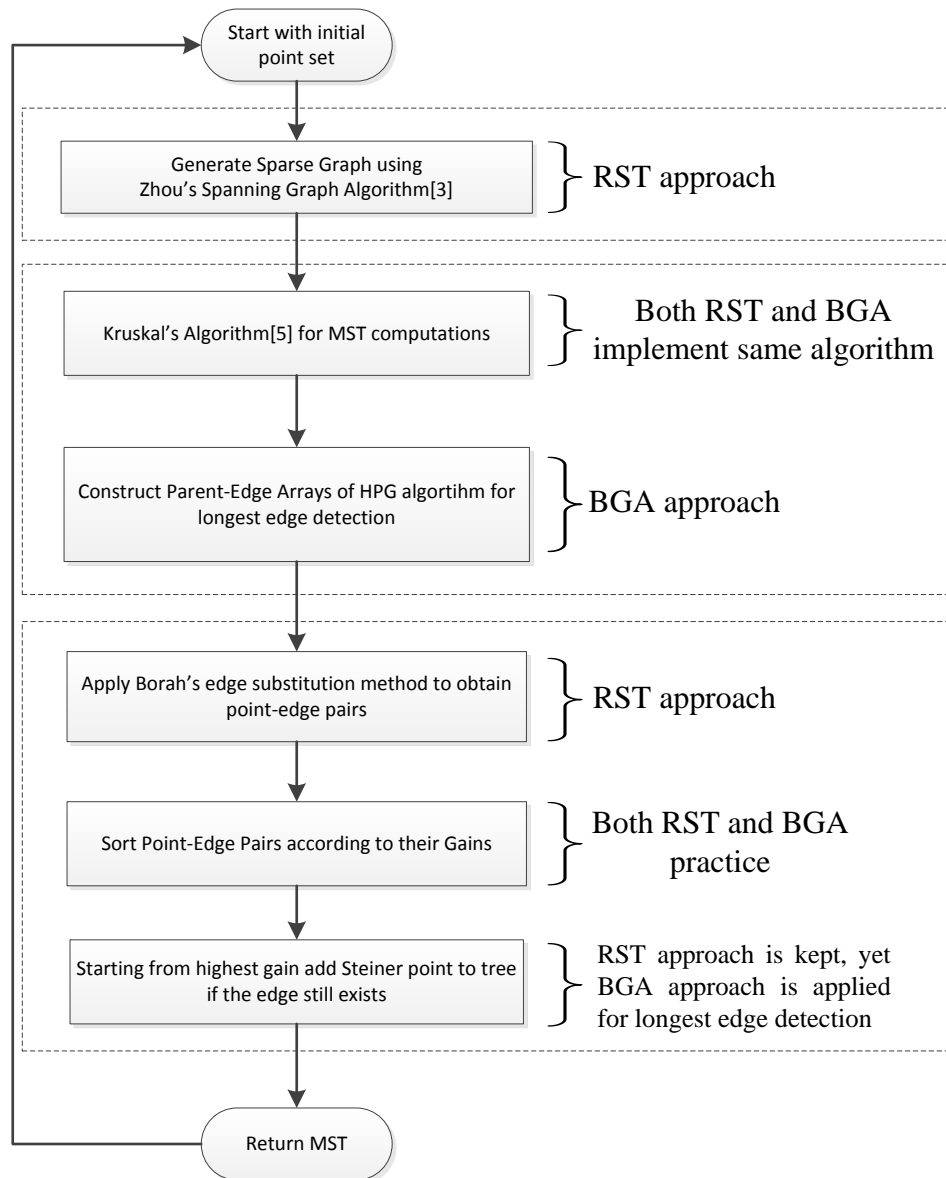 Start with initial
point set
Generate Sparse Graph using
Zhou's Spanning Graph Algorithm[3]
RST approach
Kruskal's Algorithm[5] for MST computations
Both RST and BGA
implement same algorithm
Construct Parent-Edge Arrays of HPG algortihm for
longest edge detection
BGA approach
Apply Borah's edge substitution method to obtain
point-edge pairs
RST approach
Sort Point-Edge Pairs according to their Gains
Both RST and BGA
practice
Starting from highest gain add Steiner point to tree
if the edge still exists
RST approach is kept, yet
BGA approach is applied
for longest edge detection
Return MST